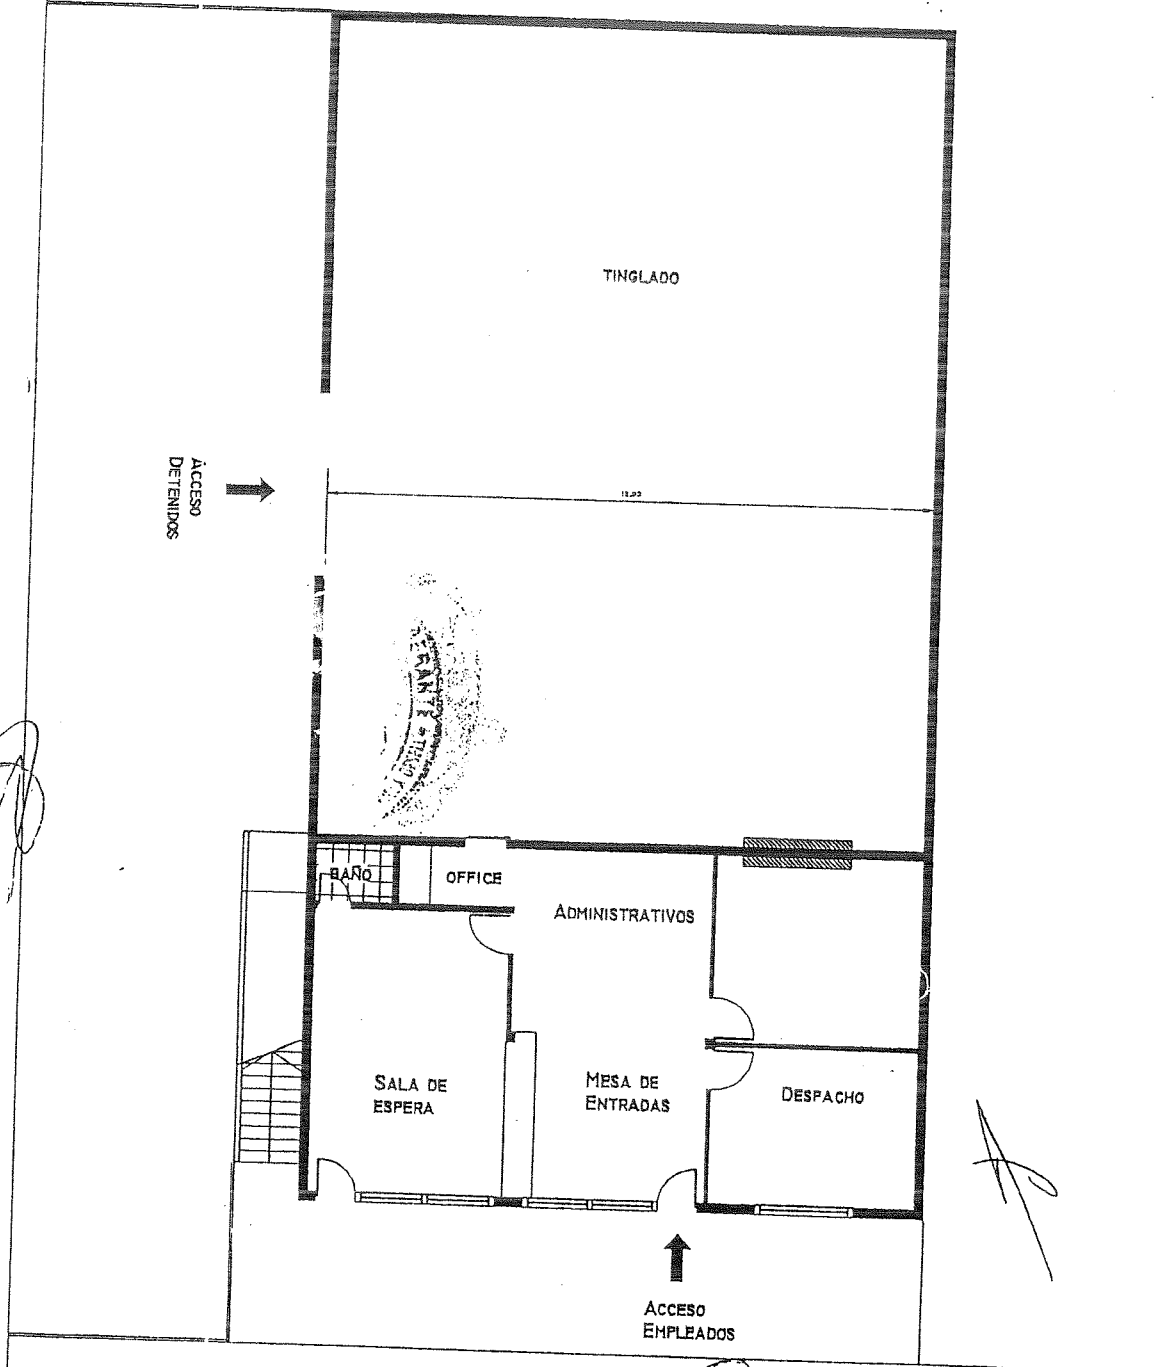 TINGLADO
ACCESO
DETENIDOS
BAÑO
OFFICE
ADMINISTRATIVOS
SALA DE
ESPERA
MESA DE
ENTRADAS
DESPACHO
ACCESO
EMPLEADOS